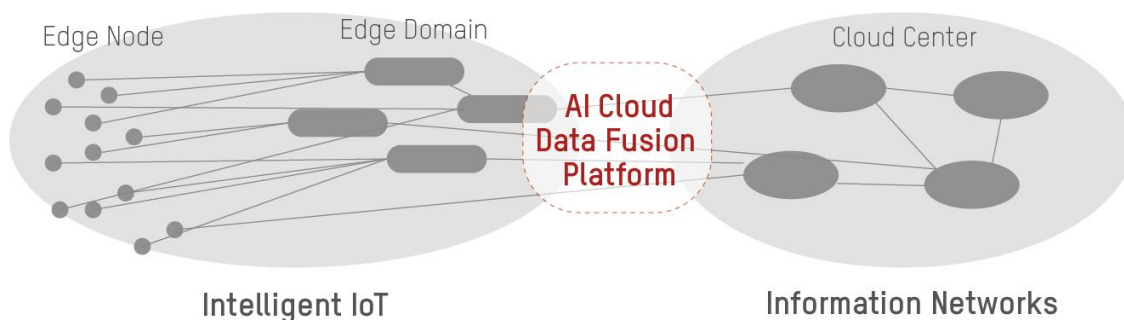 Edge Node
Edge Domain
Cloud Center
AI Cloud
Data Fusion
Platform
Intelligent IoT
Information Networks